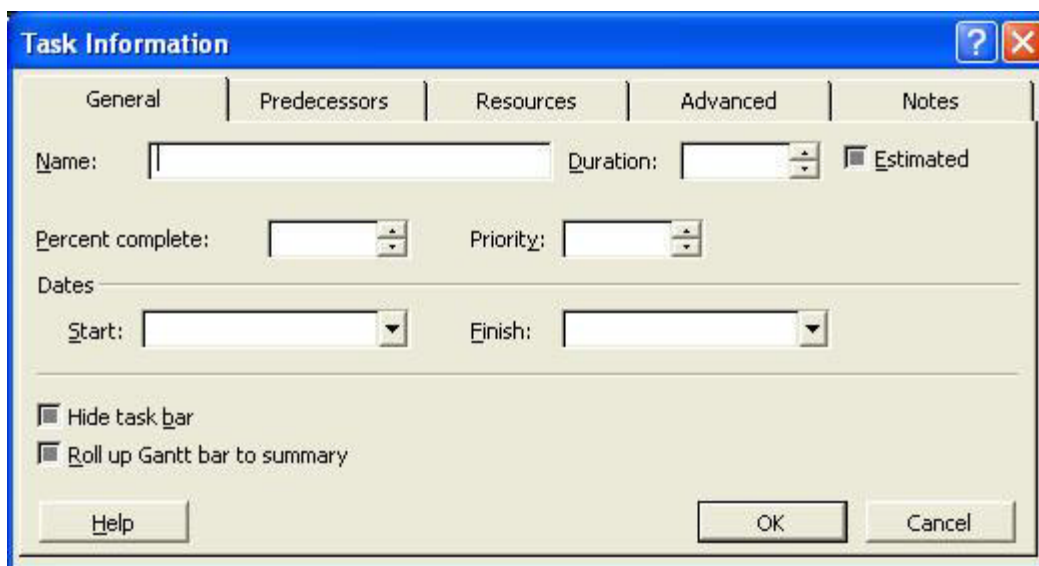 Task Information
General Predecessors Resources Advanced Notes
Name: Duration: Estimated
Percent complete: Priority:
Dates
Start: Finish:
Hide task bar
Roll up Gantt bar to summary
Help OK Cancel